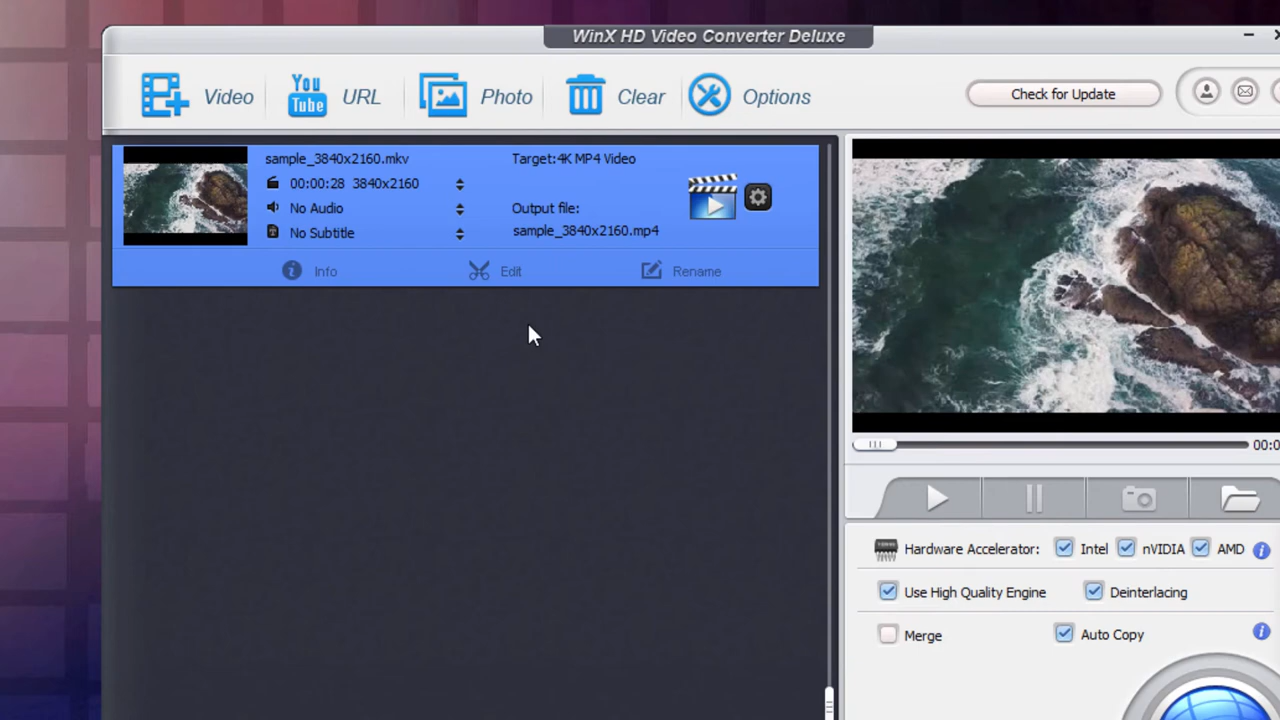 WinX HD Video Converter Deluxe
Video
You
Tube
URL
Photo
Clear
Options
Check for Update
sample_3840x2160.mkv
Target:4K MP4 Video
00:00:28 3840x2160
No Audio
Output file:
No Subtitle
sample_3840x2160.mp4
Info
Edit
Rename
00:0
Hardware Accelerator:
Intel
nVIDIA
AMD
Use High Quality Engine
Deinterlacing
Merge
Auto Copy